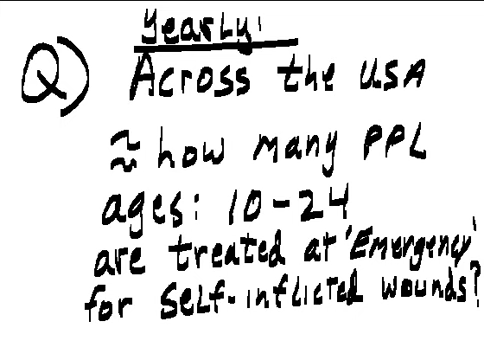 Yearly:
Q) Across the USA
≈ how many PPL
ages: 10-24
are treated at 'Emergency'
for Self-inflicted wounds?